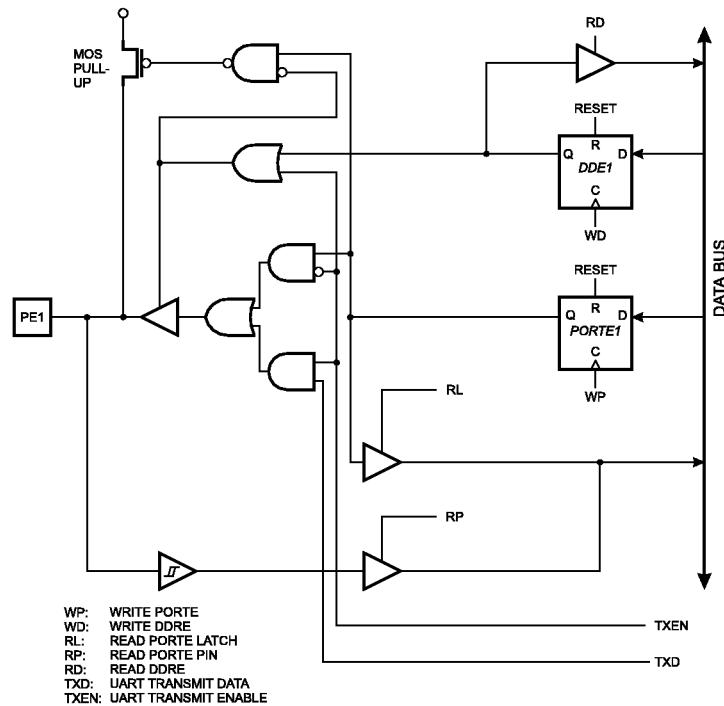 RD
MOS
PULL-
UP
RESET
R
Q D
DDE1
C
WD
DATA BUS
RESET
R
Q D
PE1
PORTE1
C
WP
RL
RP
WP: WRITE PORTE
WD: WRITE DDRE
RL: READ PORTE LATCH
RP: READ PORTE PIN
RD: READ DDRE
TXD: UART TRANSMIT DATA
TXEN: UART TRANSMIT ENABLE
TXEN
TXD